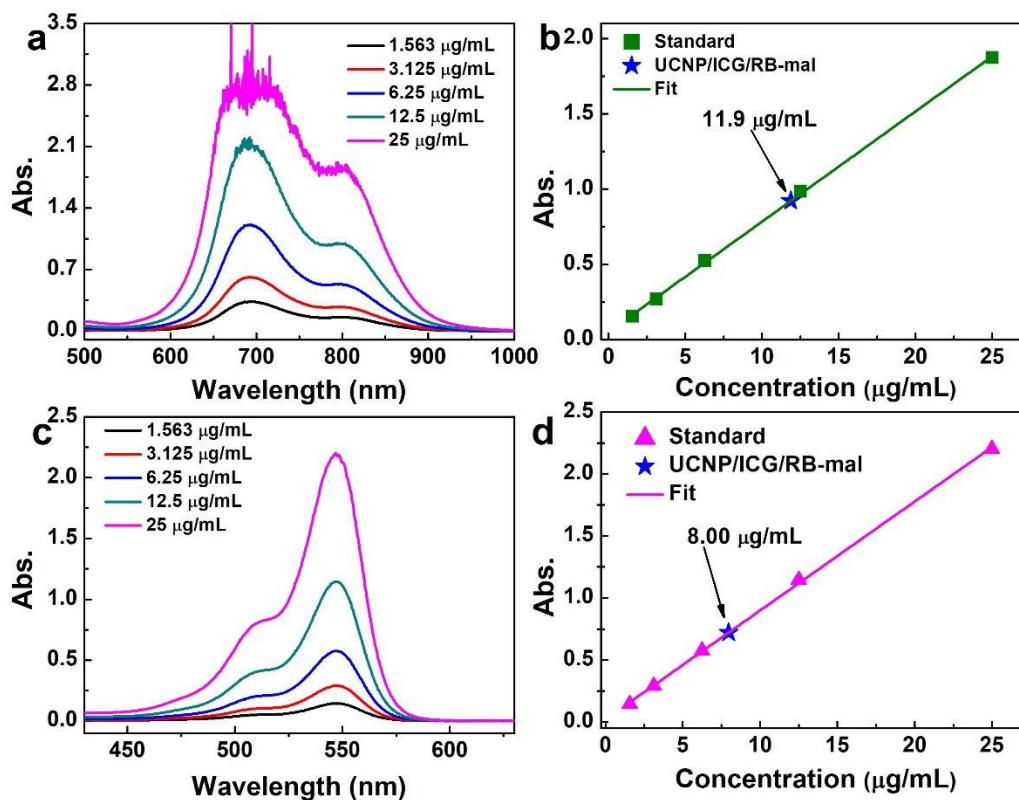 a
3.5
2.8
2.1
1.4
0.7
0.0
Abs.
1.563 µg/mL
3.125 µg/mL
6.25 µg/mL
12.5 µg/mL
25 µg/mL
500 600 700 800 900 1000
Wavelength (nm)
b
2.0
1.5
1.0
0.5
0.0
Abs.
Standard
UCNP/ICG/RB-mal
Fit
11.9 µg/mL
0 5 10 15 20 25
Concentration (µg/mL)
c
2.5
2.0
1.5
1.0
0.5
0.0
Abs.
1.563 µg/mL
3.125 µg/mL
6.25 µg/mL
12.5 µg/mL
25 µg/mL
450 500 550 600
Wavelength (nm)
d
2.5
2.0
1.5
1.0
0.5
0.0
Abs.
Standard
UCNP/ICG/RB-mal
Fit
8.00 µg/mL
0 5 10 15 20 25
Concentration (µg/mL)